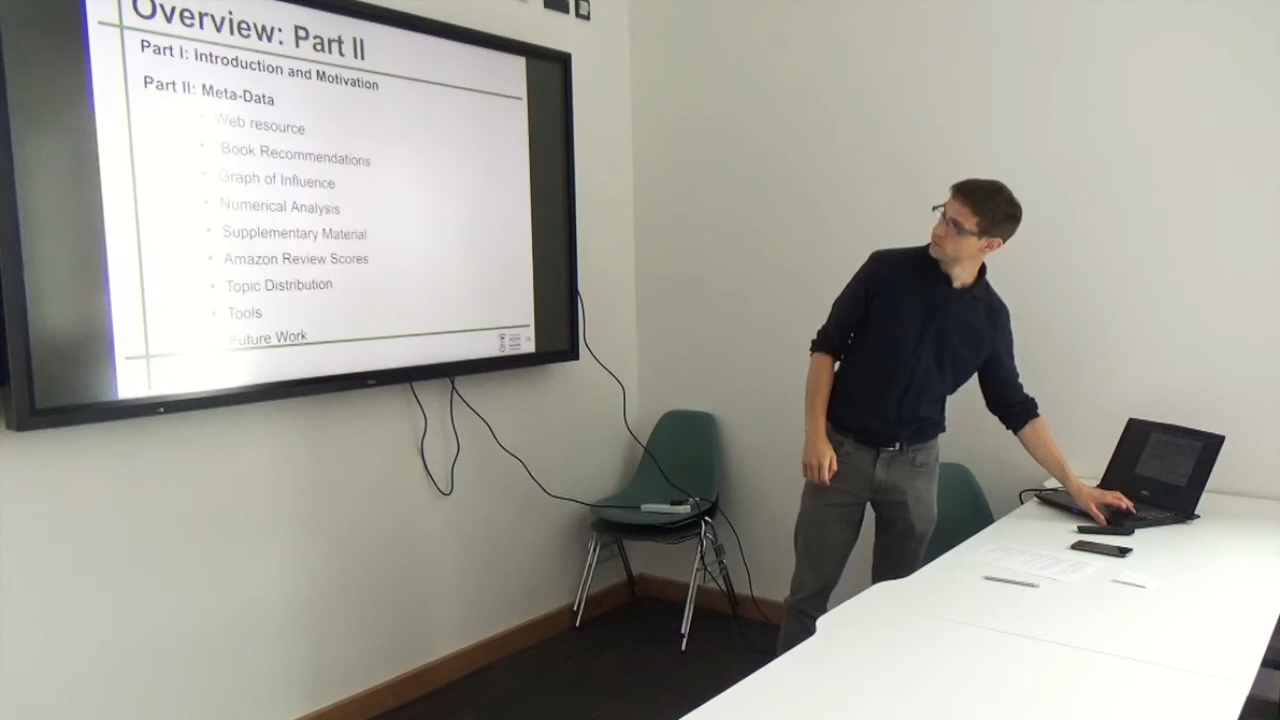 Overview: Part II
Part I: Introduction and Motivation
Part II: Meta-Data
Web resource
Book Recommendations
Graph of Influence
Numerical Analysis
Supplementary Material
Amazon Review Scores
Topic Distribution
Tools
Future Work